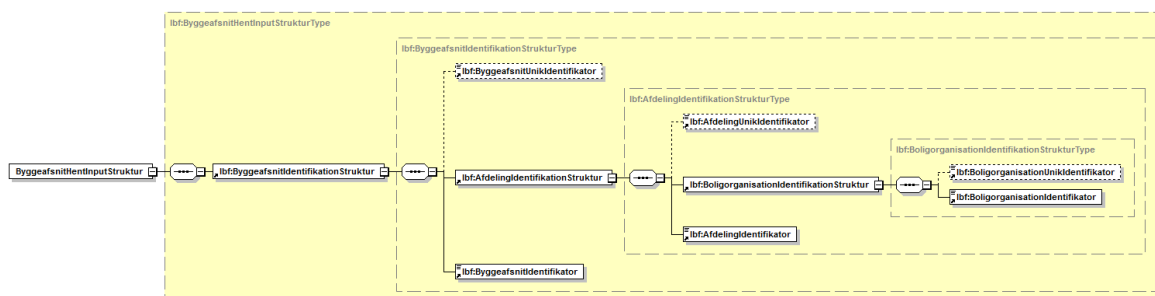 lbf:ByggeafsnitHentInputStrukturType
lbf:ByggeafsnitIdentifikationStrukturType
lbf:ByggeafsnitUnikIdentifikator
lbf:AfdelingIdentifikationStrukturType
lbf:AfdelingUnikIdentifikator
lbf:BoligorganisationIdentifikationStrukturType
ByggeafsnitHentInputStruktur
lbf:ByggeafsnitIdentifikationStruktur
lbf:AfdelingIdentifikationStruktur
lbf:BoligorganisationIdentifikationStruktur
lbf:BoligorganisationUnikIdentifikator
lbf:BoligorganisationIdentifikator
lbf:AfdelingIdentifikator
lbf:ByggeafsnitIdentifikator